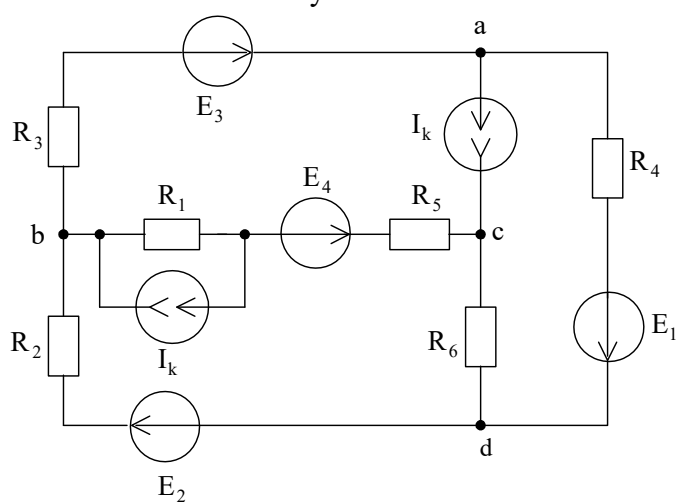 у
a
E₃
Iₖ
R₃
R₄
R₁
E₄
R₅
b
c
R₂
Iₖ
R₆
E₁
d
E₂